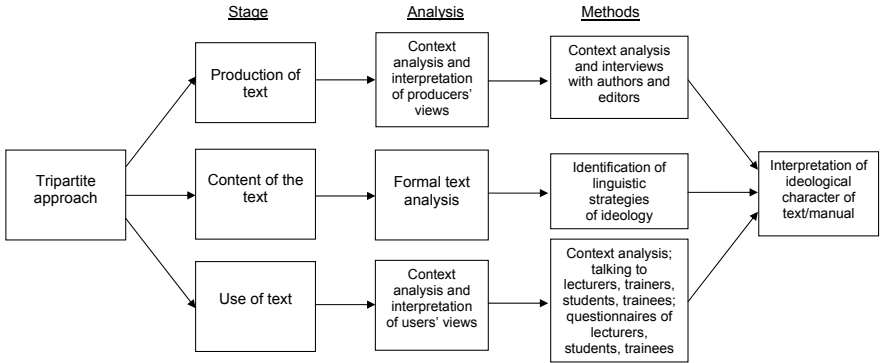 Stage
Analysis
Methods
Production of
text
Context
analysis and
interpretation
of producers’
views
Context analysis
and interviews
with authors and
editors
Tripartite
approach
Content of the
text
Formal text
analysis
Identification of
linguistic
strategies
of ideology
Interpretation of
ideological
character of
text/manual
Use of text
Context
analysis and
interpretation
of users’ views
Context analysis;
talking to
lecturers, trainers,
students, trainees;
questionnaires of
lecturers,
students, trainees